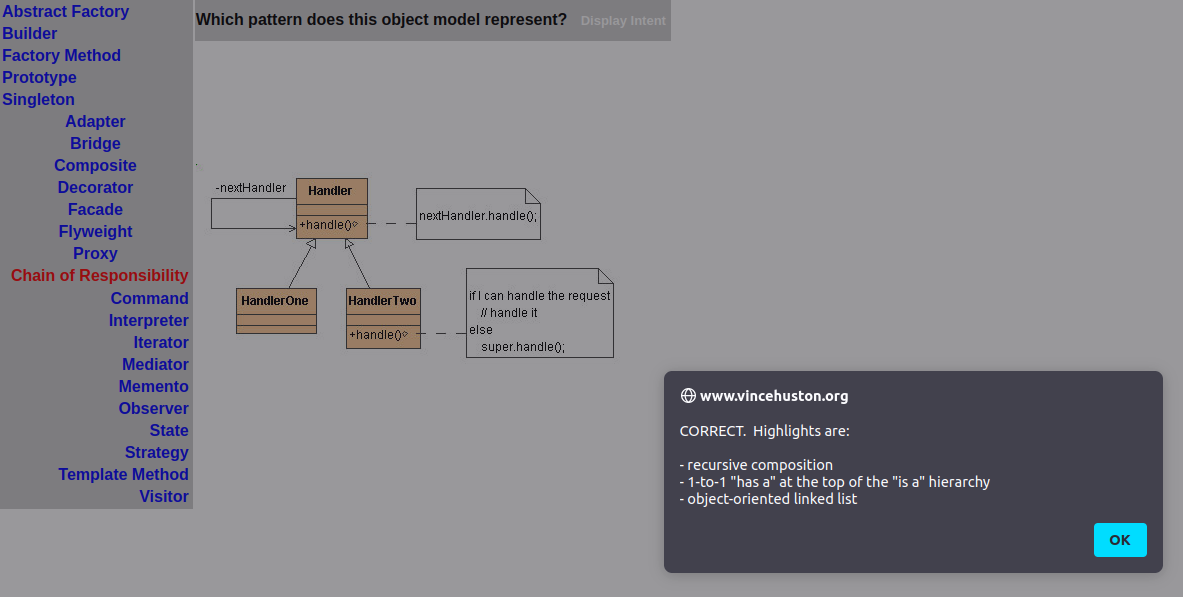 Abstract Factory
Builder
Factory Method
Prototype
Singleton
Adapter
Bridge
Composite
Decorator
Facade
Flyweight
Proxy
Chain of Responsibility
Command
Interpreter
Iterator
Mediator
Memento
Observer
State
Strategy
Template Method
Visitor
Which pattern does this object model represent? Display Intent
-nextHandler
Handler
+handle()
nextHandler.handle();
HandlerOne
HandlerTwo
+handle()
if I can handle the request
// handle it
else
super.handle();
www.vincehuston.org
CORRECT. Highlights are:
- recursive composition
- 1-to-1 "has a" at the top of the "is a" hierarchy
- object-oriented linked list
OK